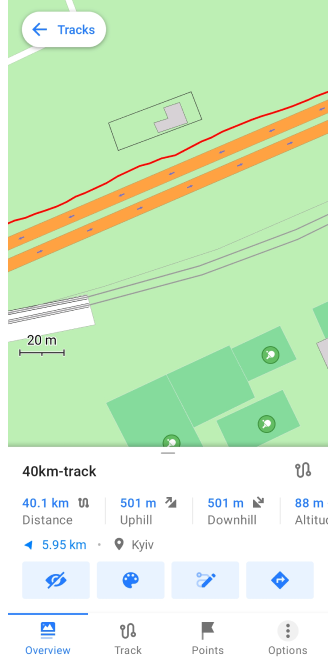 Tracks
20 m
40km-track
40.1 km 501 m 501 m 88 m
Distance Uphill Downhill Altitu
5.95 km • Kyiv
Overview Track Points Options